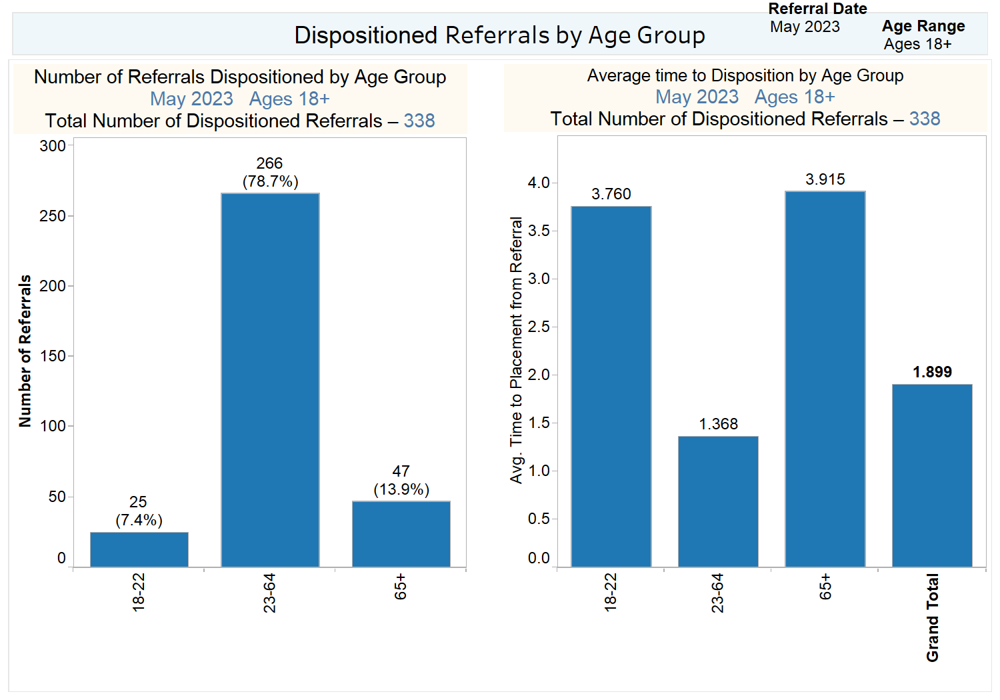 Referral Date
May 2023
Age Range
Ages 18+
Dispositioned Referrals by Age Group
Number of Referrals Dispositioned by Age Group
May 2023 Ages 18+
Total Number of Dispositioned Referrals – 338
Number of Referrals
300
250
200
150
100
50
0
25
(7.4%)
266
(78.7%)
47
(13.9%)
18-22
23-64
65+
Average time to Disposition by Age Group
May 2023 Ages 18+
Total Number of Dispositioned Referrals – 338
Avg. Time to Placement from Referral
4.0
3.5
3.0
2.5
2.0
1.5
1.0
0.5
0.0
3.760
1.368
3.915
1.899
18-22
23-64
65+
Grand Total